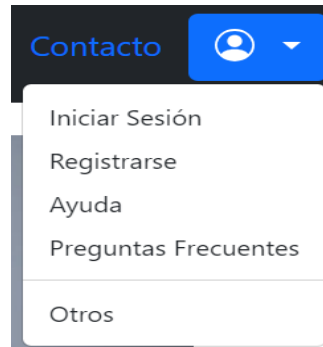 Contacto
Iniciar Sesión
Registrarse
Ayuda
Preguntas Frecuentes
Otros